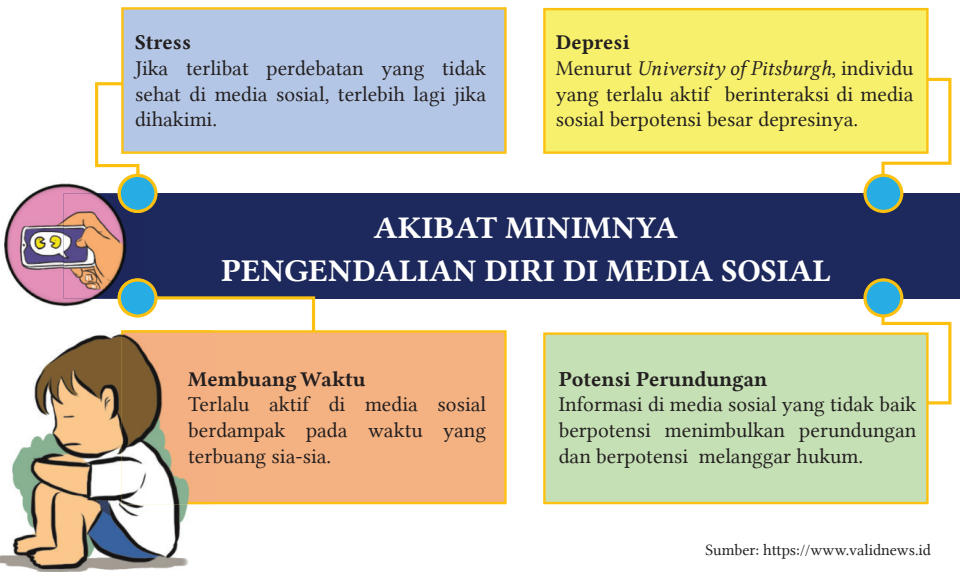 Stress
Jika terlibat perdebatan yang tidak
sehat di media sosial, terlebih lagi jika
dihakimi.
Depresi
Menurut University of Pitsburgh, individu
yang terlalu aktif berinteraksi di media
sosial berpotensi besar depresinya.
AKIBAT MINIMNYA
PENGENDALIAN DIRI DI MEDIA SOSIAL
Membuang Waktu
Terlalu aktif di media sosial
berdampak pada waktu yang
terbuang sia-sia.
Potensi Perundungan
Informasi di media sosial yang tidak baik
berpotensi menimbulkan perundungan
dan berpotensi melanggar hukum.
Sumber: https://www.validnews.id